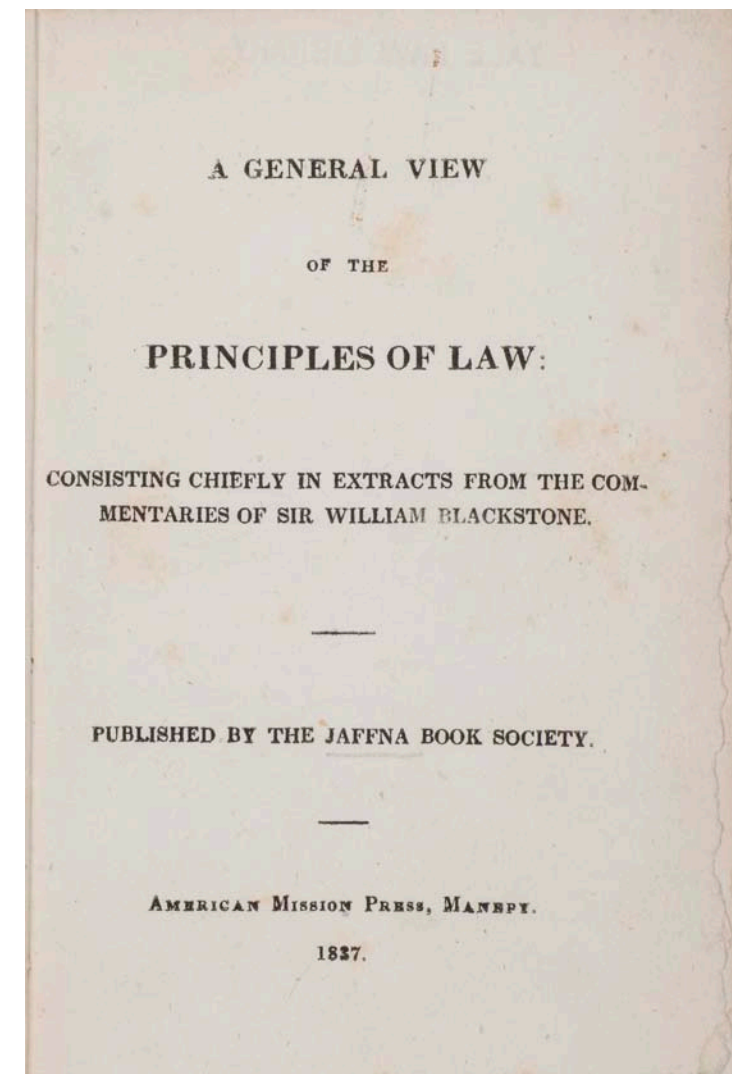 A GENERAL VIEW
OF THE
PRINCIPLES OF LAW:
CONSISTING CHIEFLY IN EXTRACTS FROM THE COM-
MENTARIES OF SIR WILLIAM BLACKSTONE.
PUBLISHED BY THE JAFFNA BOOK SOCIETY.
AMERICAN MISSION PRESS, MANEPY.
1837.